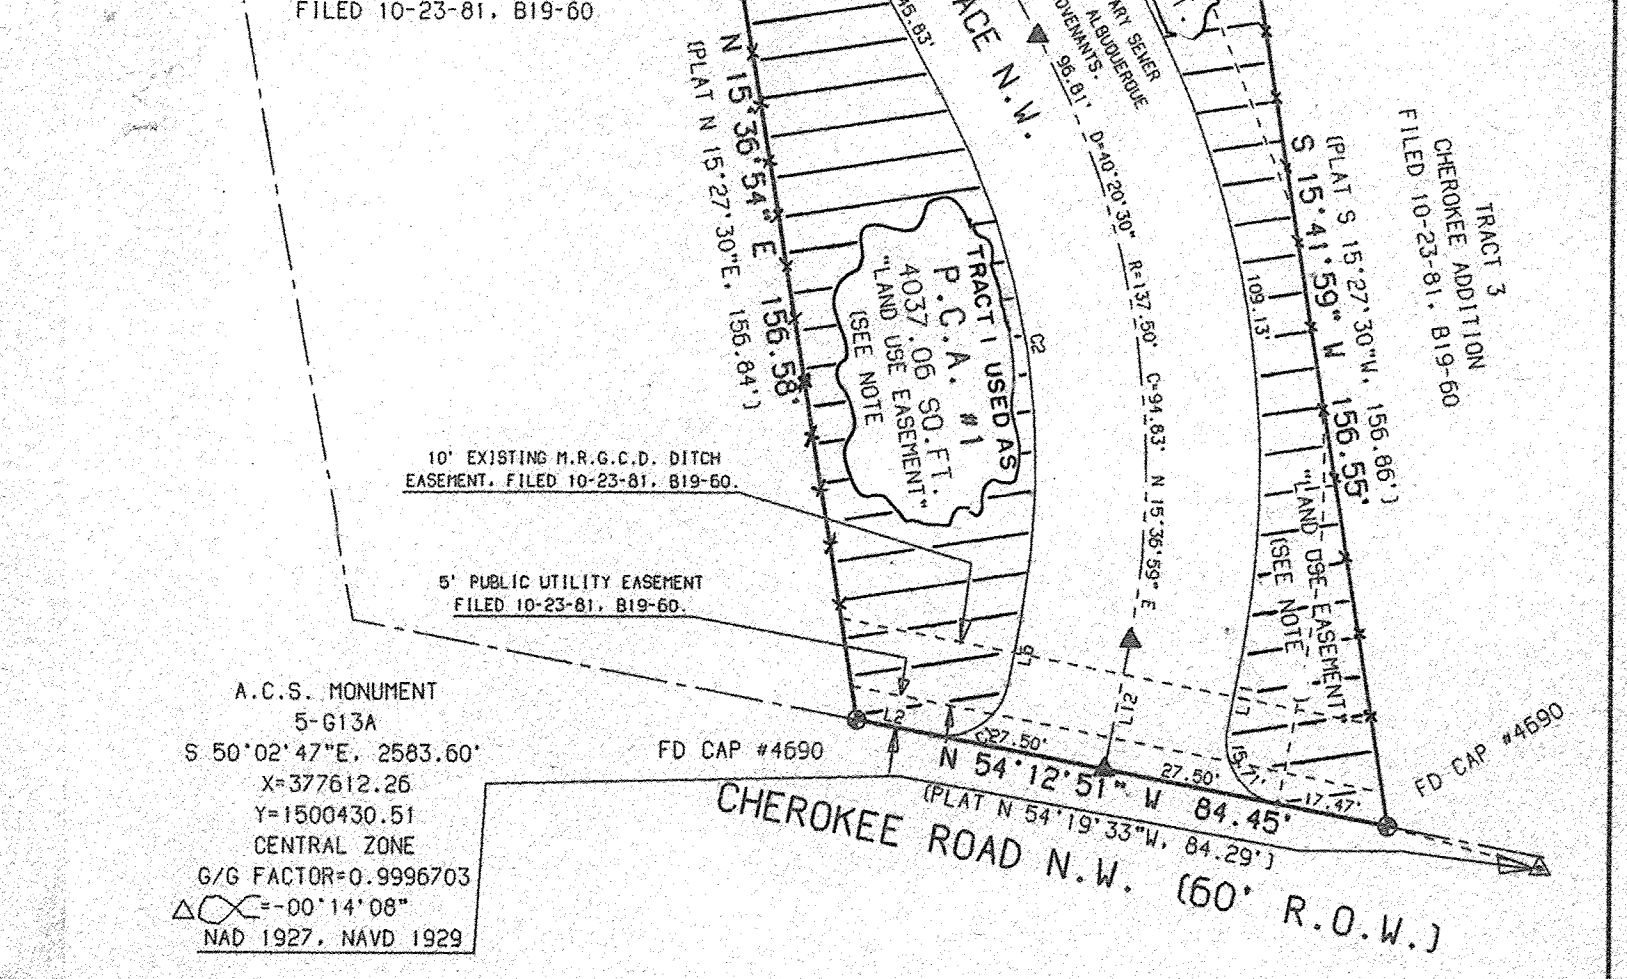 FILED 10-23-81, B19-60
N 15°36'54" E 156.58'
(PLAT N 15°27'30"E, 156.84')
ACE N.W.
ARY SEWER
ALBUQUERQUE
OVENANTS.
96.81'
D=40°20'30" R=137.50' C=94.83' N 15°36'59" E
109.13'
S 15°41'59" W 156.55'
(PLAT S 15°27'30"W, 156.86')
TRACT 3
CHEROKEE ADDITION
FILED 10-23-81, B19-60
TRACT 1 USED AS
P.C.A. #1
4037.06 SQ.FT.
"LAND USE EASEMENT"
(SEE NOTE
C2
"LAND USE EASEMENT"
(SEE NOTE
10' EXISTING M.R.G.C.D. DITCH
EASEMENT, FILED 10-23-81, B19-60.
5' PUBLIC UTILITY EASEMENT
FILED 10-23-81, B19-60.
L2
L12
27.50'
27.50'
17.47'
FD CAP #4690
FD CAP #4690
N 54°12'51" W 84.45'
(PLAT N 54°19'33"W, 84.29')
CHEROKEE ROAD N.W. (60' R.O.W.)
A.C.S. MONUMENT
5-G13A
S 50°02'47"E, 2583.60'
X=377612.26
Y=1500430.51
CENTRAL ZONE
G/G FACTOR=0.9996703
=-00°14'08"
NAD 1927, NAVD 1929